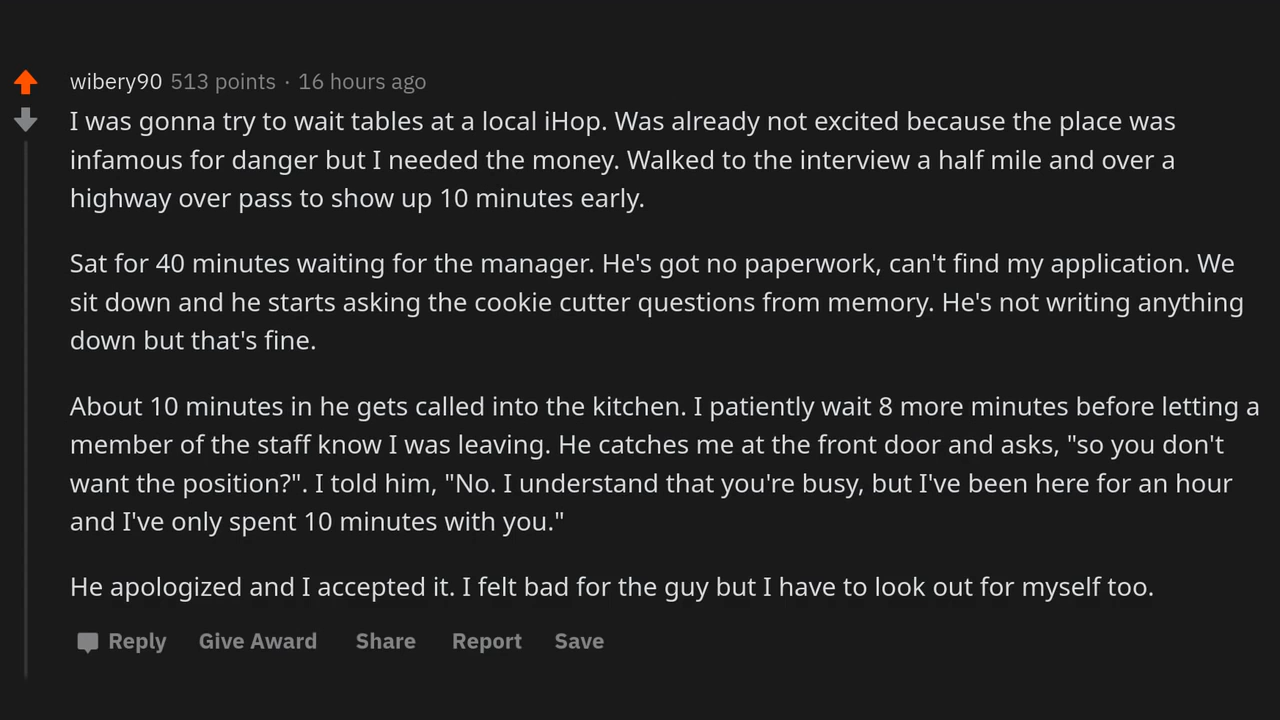 wibery90 513 points · 16 hours ago
I was gonna try to wait tables at a local iHop. Was already not excited because the place was
infamous for danger but I needed the money. Walked to the interview a half mile and over a
highway over pass to show up 10 minutes early.
Sat for 40 minutes waiting for the manager. He's got no paperwork, can't find my application. We
sit down and he starts asking the cookie cutter questions from memory. He's not writing anything
down but that's fine.
About 10 minutes in he gets called into the kitchen. I patiently wait 8 more minutes before letting a
member of the staff know I was leaving. He catches me at the front door and asks, "so you don't
want the position?". I told him, "No. I understand that you're busy, but I've been here for an hour
and I've only spent 10 minutes with you."
He apologized and I accepted it. I felt bad for the guy but I have to look out for myself too.
Reply Give Award Share Report Save